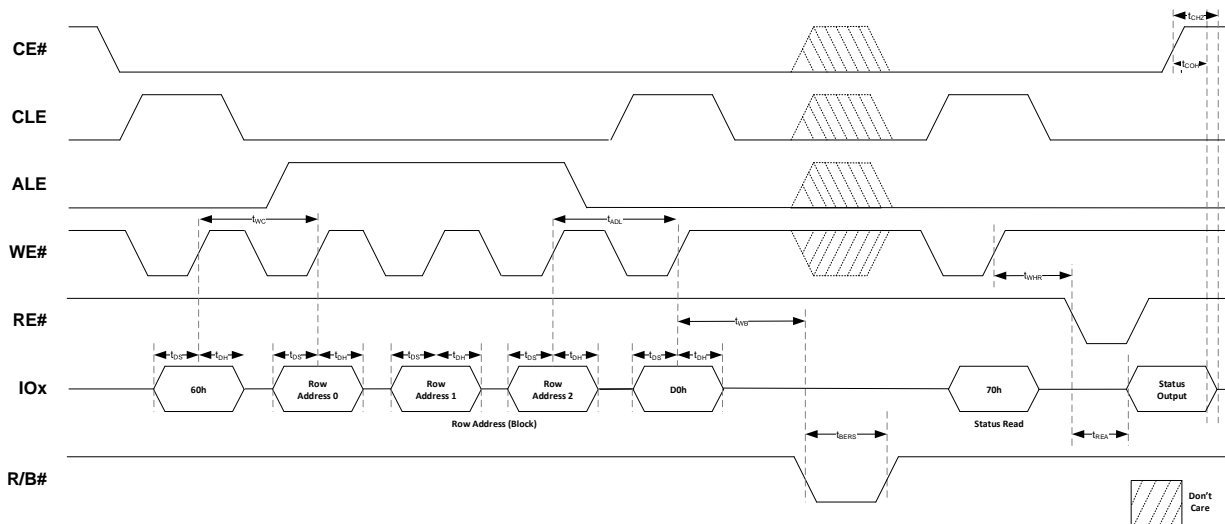 CE#
tCHZ
tCOH
CLE
ALE
tWC
tADL
WE#
tWHR
RE#
tWB
tDS tDH tDS tDH tDS tDH tDS tDH tDS tDH
IOx
60h
Row Address 0
Row Address 1
Row Address 2
D0h
70h
Status Output
Row Address (Block)
Status Read
tBERS
tREA
R/B#
Don't
Care